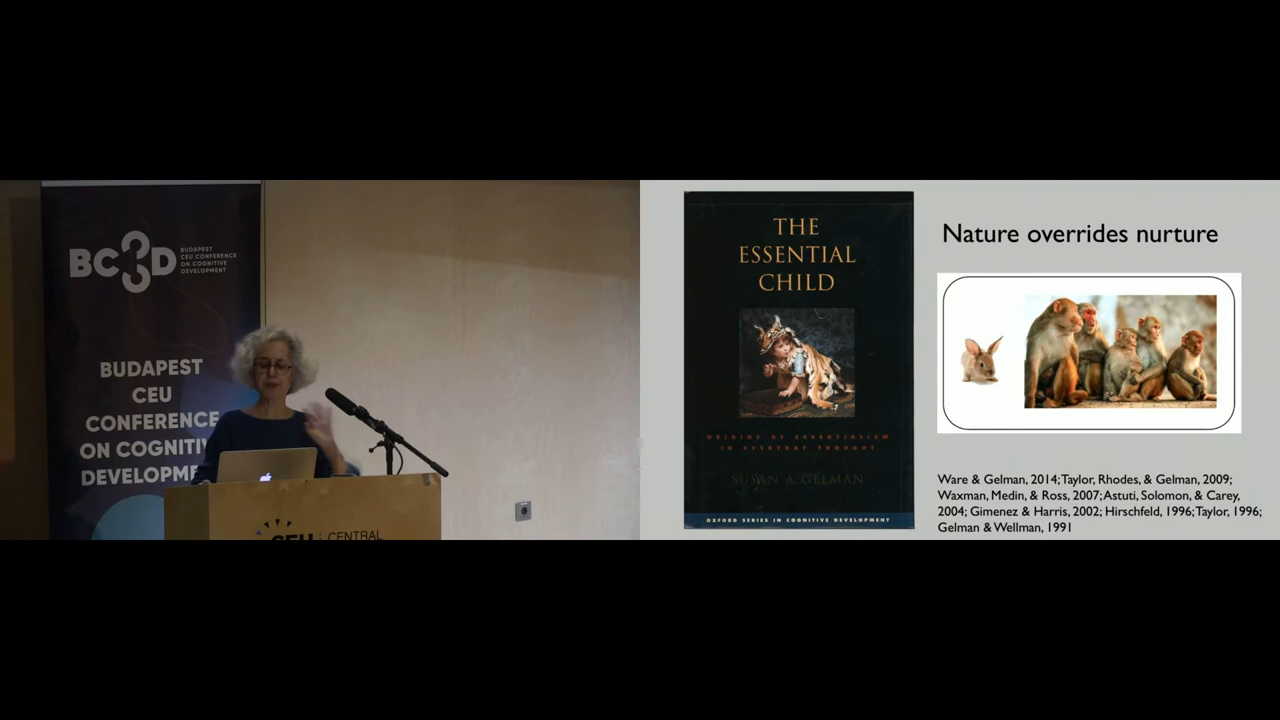 BC3D
BUDAPEST
CEU CONFERENCE
ON COGNITIVE
DEVELOPMENT
BUDAPEST
CEU
CONFERENCE
ON COGNITIV
DEVELOPME
CEU
CENTRAL
THE
ESSENTIAL
CHILD
ORIGINS OF ESSENTIALISM
IN EVERYDAY THOUGHT
SUSAN A. GELMAN
OXFORD SERIES IN COGNITIVE DEVELOPMENT
Nature overrides nurture
Ware & Gelman, 2014; Taylor, Rhodes, & Gelman, 2009;
Waxman, Medin, & Ross, 2007; Astuti, Solomon, & Carey,
2004; Gimenez & Harris, 2002; Hirschfeld, 1996; Taylor, 1996;
Gelman & Wellman, 1991